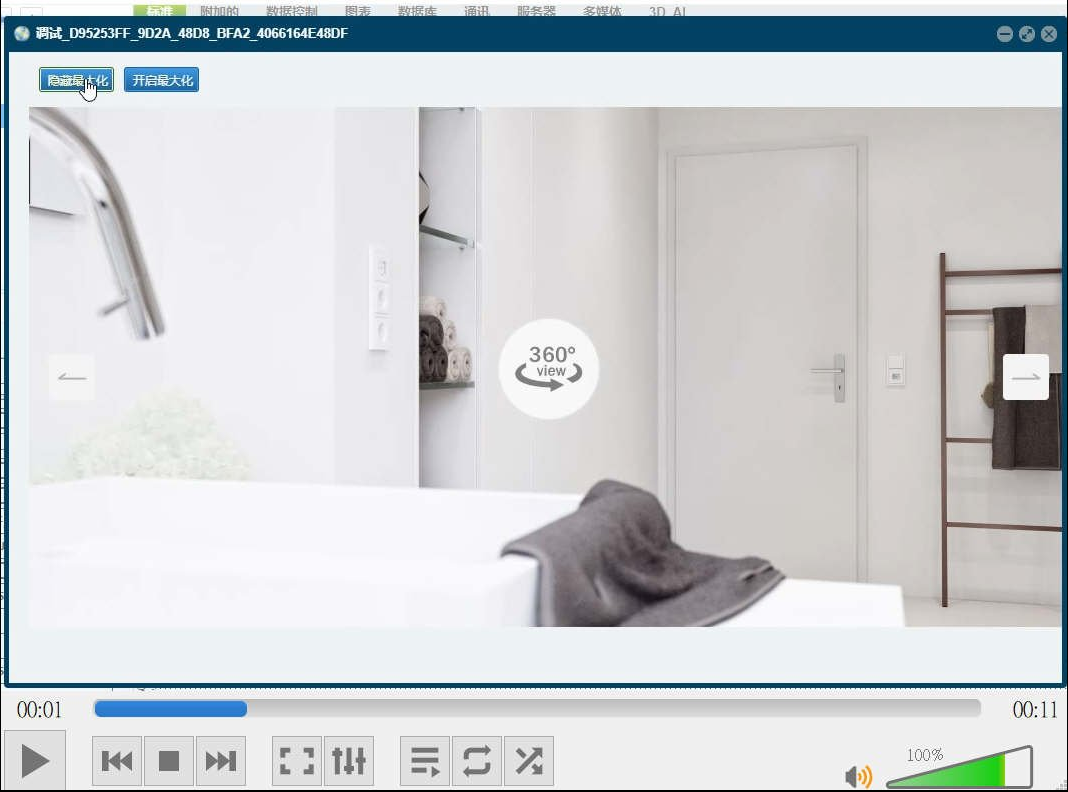 标准 附加的 数据控制 图表 数据库 通讯 服务器 多媒体 3D_AI
调试_D95253FF_9D2A_48D8_BFA2_4066164E48DF
隐藏最大化 开启最大化
360°
view
00:01 00:11
100%